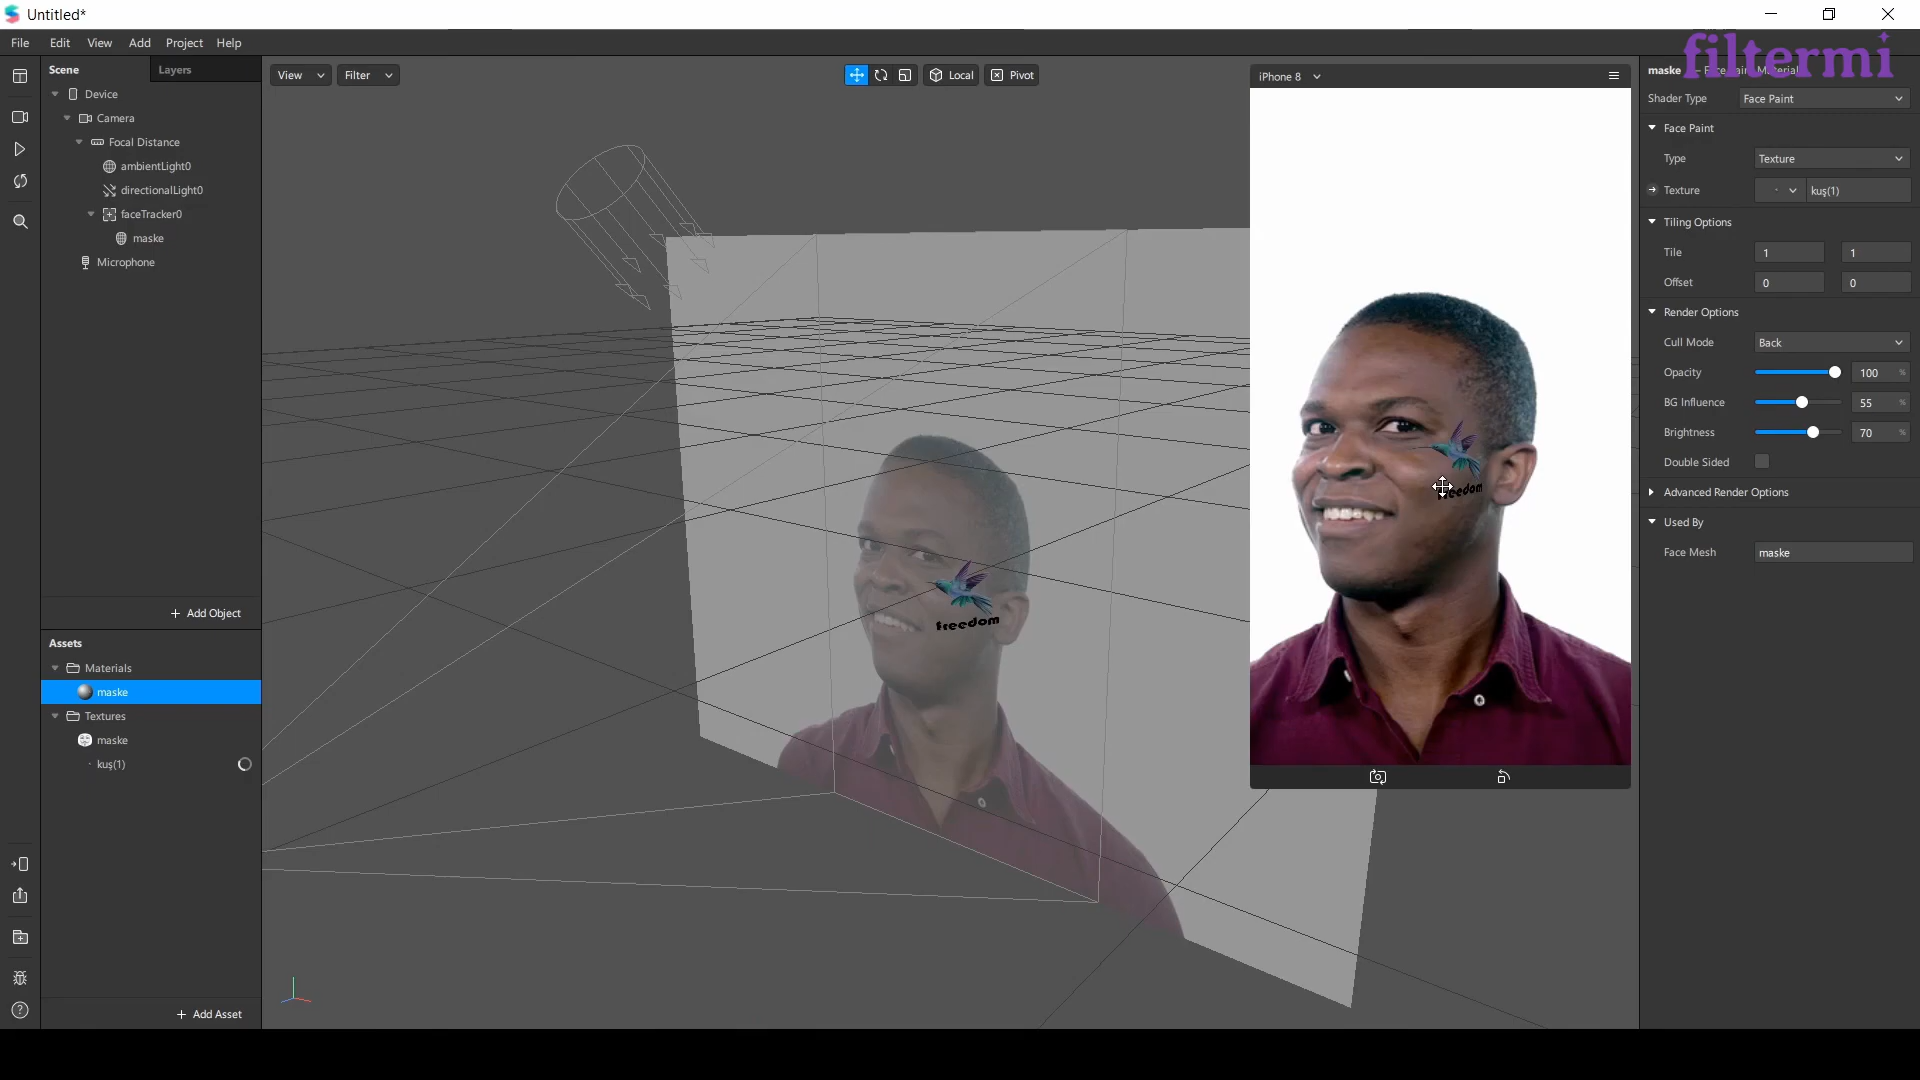 Untitled*
File Edit View Add Project Help
filtermi
Scene Layers
Device
Camera
Focal Distance
ambientLight0
directionalLight0
faceTracker0
maske
Microphone
+ Add Object
Assets
Materials
maske
Textures
maske
kuş(1)
+ Add Asset
View Filter
Local Pivot
freedom
iPhone 8
freedom
maske – Face Paint Material
Shader Type Face Paint
Face Paint
Type Texture
Texture kuş(1)
Tiling Options
Tile 1 1
Offset 0 0
Render Options
Cull Mode Back
Opacity 100 %
BG Influence 55 %
Brightness 70 %
Double Sided
Advanced Render Options
Used By
Face Mesh maske